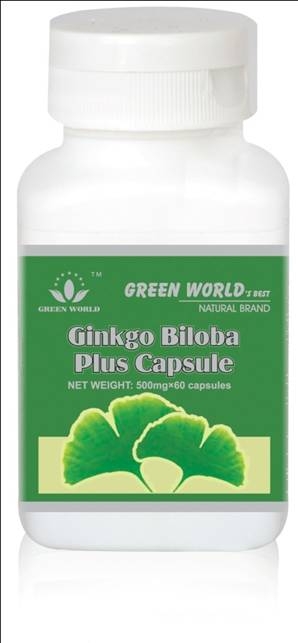 TM
GREEN WORLD
GREEN WORLD'S BEST
NATURAL BRAND
Ginkgo Biloba
Plus Capsule
NET WEIGHT: 500mg×60 capsules